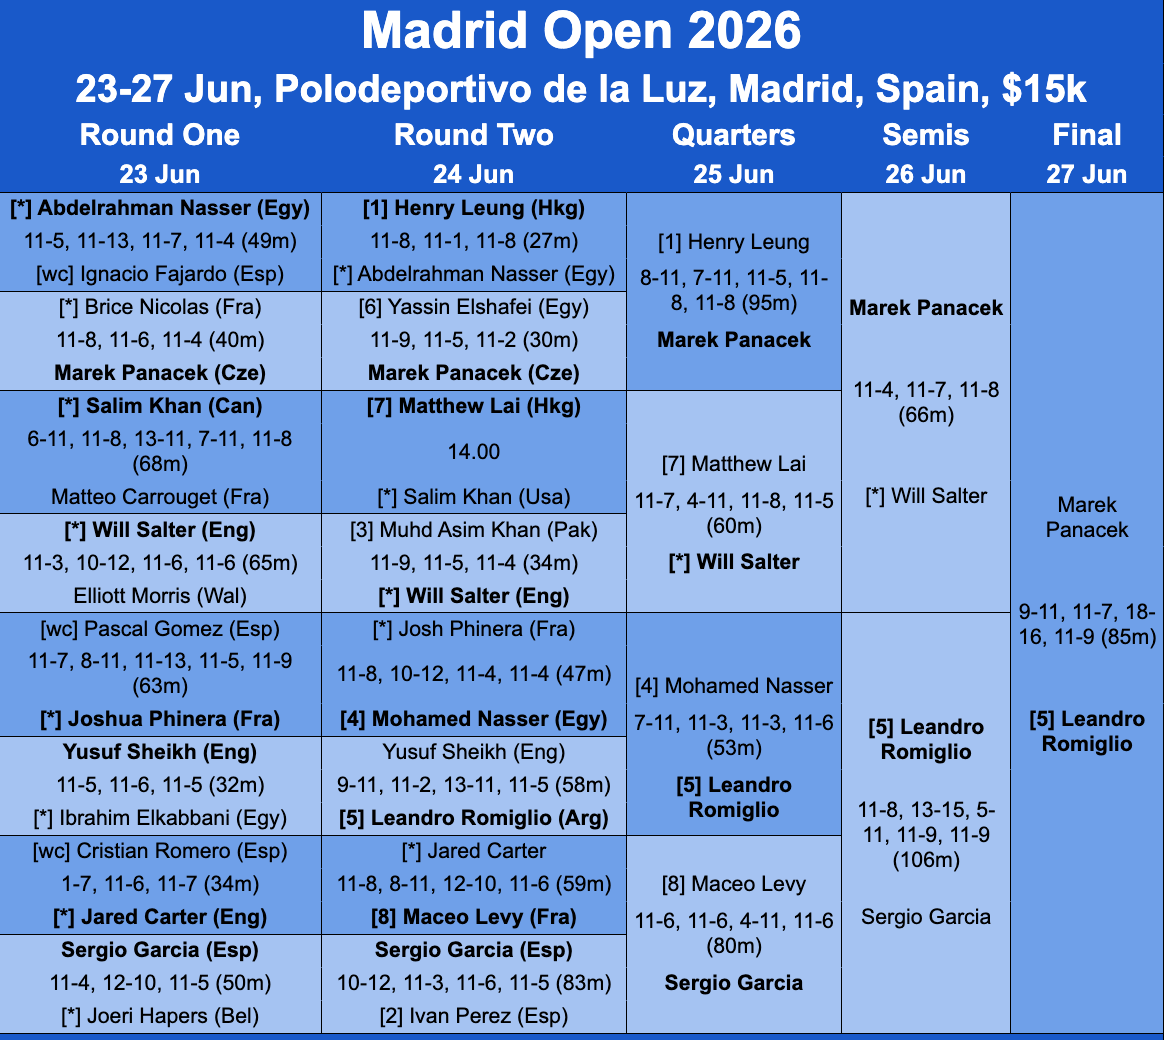 Madrid Open 2026
23-27 Jun, Polodeportivo de la Luz, Madrid, Spain, $15k
Round One
23 Jun
Round Two
24 Jun
Quarters
25 Jun
Semis
26 Jun
Final
27 Jun
[*] Abdelrahman Nasser (Egy)
11-5, 11-13, 11-7, 11-4 (49m)
[wc] Ignacio Fajardo (Esp)
[*] Brice Nicolas (Fra)
11-8, 11-6, 11-4 (40m)
Marek Panacek (Cze)
[*] Salim Khan (Can)
6-11, 11-8, 13-11, 7-11, 11-8
(68m)
Matteo Carrouget (Fra)
[*] Will Salter (Eng)
11-3, 10-12, 11-6, 11-6 (65m)
Elliott Morris (Wal)
[wc] Pascal Gomez (Esp)
11-7, 8-11, 11-13, 11-5, 11-9
(63m)
[*] Joshua Phinera (Fra)
Yusuf Sheikh (Eng)
11-5, 11-6, 11-5 (32m)
[*] Ibrahim Elkabbani (Egy)
[wc] Cristian Romero (Esp)
1-7, 11-6, 11-7 (34m)
[*] Jared Carter (Eng)
Sergio Garcia (Esp)
11-4, 12-10, 11-5 (50m)
[*] Joeri Hapers (Bel)
[1] Henry Leung (Hkg)
11-8, 11-1, 11-8 (27m)
[*] Abdelrahman Nasser (Egy)
[6] Yassin Elshafei (Egy)
11-9, 11-5, 11-2 (30m)
Marek Panacek (Cze)
[7] Matthew Lai (Hkg)
14.00
[*] Salim Khan (Usa)
[3] Muhd Asim Khan (Pak)
11-9, 11-5, 11-4 (34m)
[*] Will Salter (Eng)
[*] Josh Phinera (Fra)
11-8, 10-12, 11-4, 11-4 (47m)
[4] Mohamed Nasser (Egy)
Yusuf Sheikh (Eng)
9-11, 11-2, 13-11, 11-5 (58m)
[5] Leandro Romiglio (Arg)
[*] Jared Carter
11-8, 8-11, 12-10, 11-6 (59m)
[8] Maceo Levy (Fra)
Sergio Garcia (Esp)
10-12, 11-3, 11-6, 11-5 (83m)
[2] Ivan Perez (Esp)
[1] Henry Leung
8-11, 7-11, 11-5, 11-
8, 11-8 (95m)
Marek Panacek
[7] Matthew Lai
11-7, 4-11, 11-8, 11-5
(60m)
[*] Will Salter
[4] Mohamed Nasser
7-11, 11-3, 11-3, 11-6
(53m)
[5] Leandro
Romiglio
[8] Maceo Levy
11-6, 11-6, 4-11, 11-6
(80m)
Sergio Garcia
Marek Panacek
11-4, 11-7, 11-8
(66m)
[*] Will Salter
[5] Leandro
Romiglio
11-8, 13-15, 5-
11, 11-9, 11-9
(106m)
Sergio Garcia
Marek
Panacek
9-11, 11-7, 18-
16, 11-9 (85m)
[5] Leandro
Romiglio